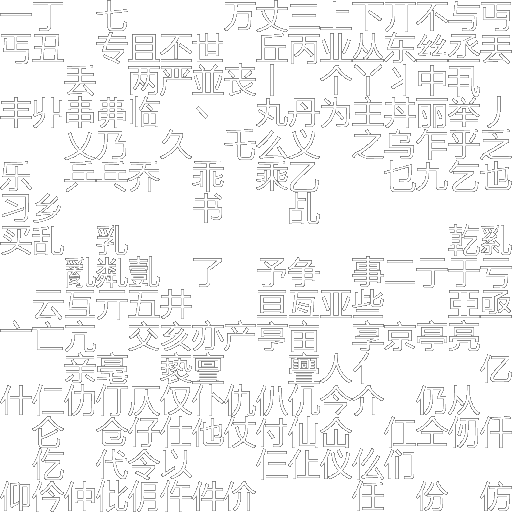 一丁 七 万丈三上下丌不与丏
丐丑 专且丕世 丘丙业丛东丝丞丟
丢 两严並丧丨 个丫丬中丮
丰丱串丳临 丶 丸丹为主丼丽举丿
乂乃 久 乇么义 之乌乍乎乏
乐 乒乓乔 乖 乘乙 乜九乞也
习乡 书 乩
买乱 乳 乾乿
亂亃亄 了 予争 事二亍于亏
云互亓五井 亘亙亚些 亞亟
亠亡亢 交亥亦产亨亩 享京亭亮
亲亳 亵亶 亹人亻 亿
什仁仂仃仄仅仆仇仈仉今介 仍从
仑 仓仔仕他仗付仙仚 仜仝仞仟
仡 代令以 仨仩仪仫们
仰仱仲仳仴仵件价 任 份 仿